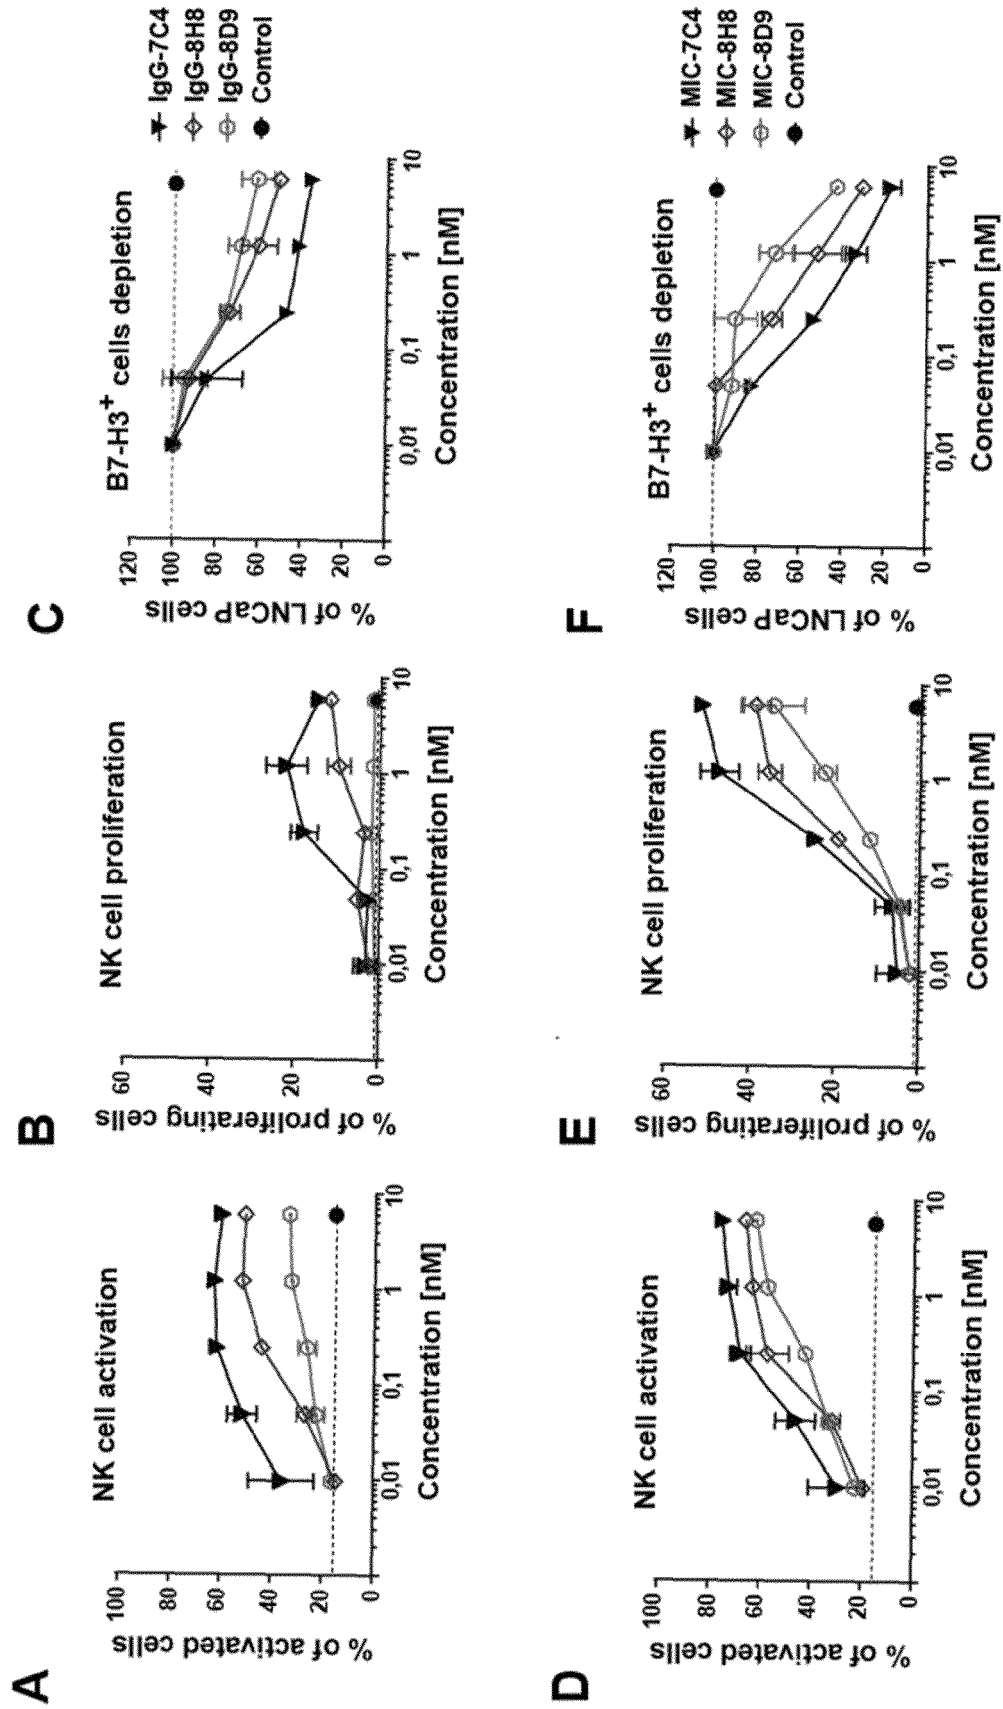 A
NK cell activation
% of activated cells
100
80
60
40
20
0
0,01
0,1
1
10
Concentration [nM]
B
NK cell proliferation
% of proliferating cells
60
40
20
0
0,01
0,1
1
10
Concentration [nM]
C
B7-H3+ cells depletion
% of LNCaP cells
120
100
80
60
40
20
0
0,01
0,1
1
10
Concentration [nM]
IgG-7C4
IgG-8H8
IgG-8D9
Control
D
NK cell activation
% of activated cells
100
80
60
40
20
0
0,01
0,1
1
10
Concentration [nM]
E
NK cell proliferation
% of proliferating cells
60
40
20
0
0,01
0,1
1
10
Concentration [nM]
F
B7-H3+ cells depletion
% of LNCaP cells
120
100
80
60
40
20
0
0,01
0,1
1
10
Concentration [nM]
MIC-7C4
MIC-8H8
MIC-8D9
Control